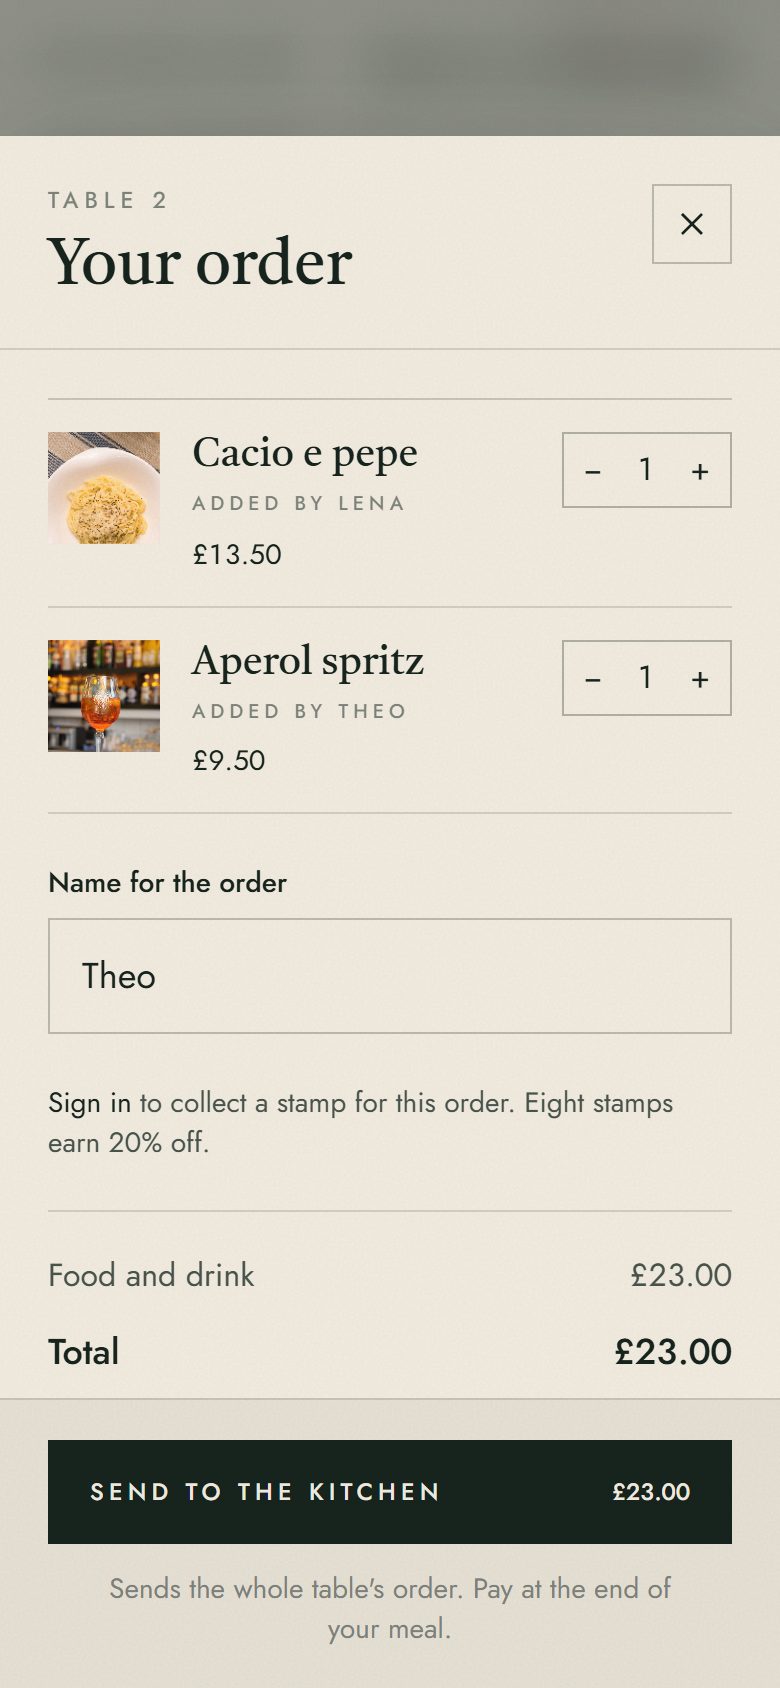 TABLE 2
Your order
Cacio e pepe
ADDED BY LENA
£13.50
− 1 +
Aperol spritz
ADDED BY THEO
£9.50
− 1 +
Name for the order
Theo
Sign in to collect a stamp for this order. Eight stamps
earn 20% off.
Food and drink £23.00
Total £23.00
SEND TO THE KITCHEN £23.00
Sends the whole table's order. Pay at the end of
your meal.